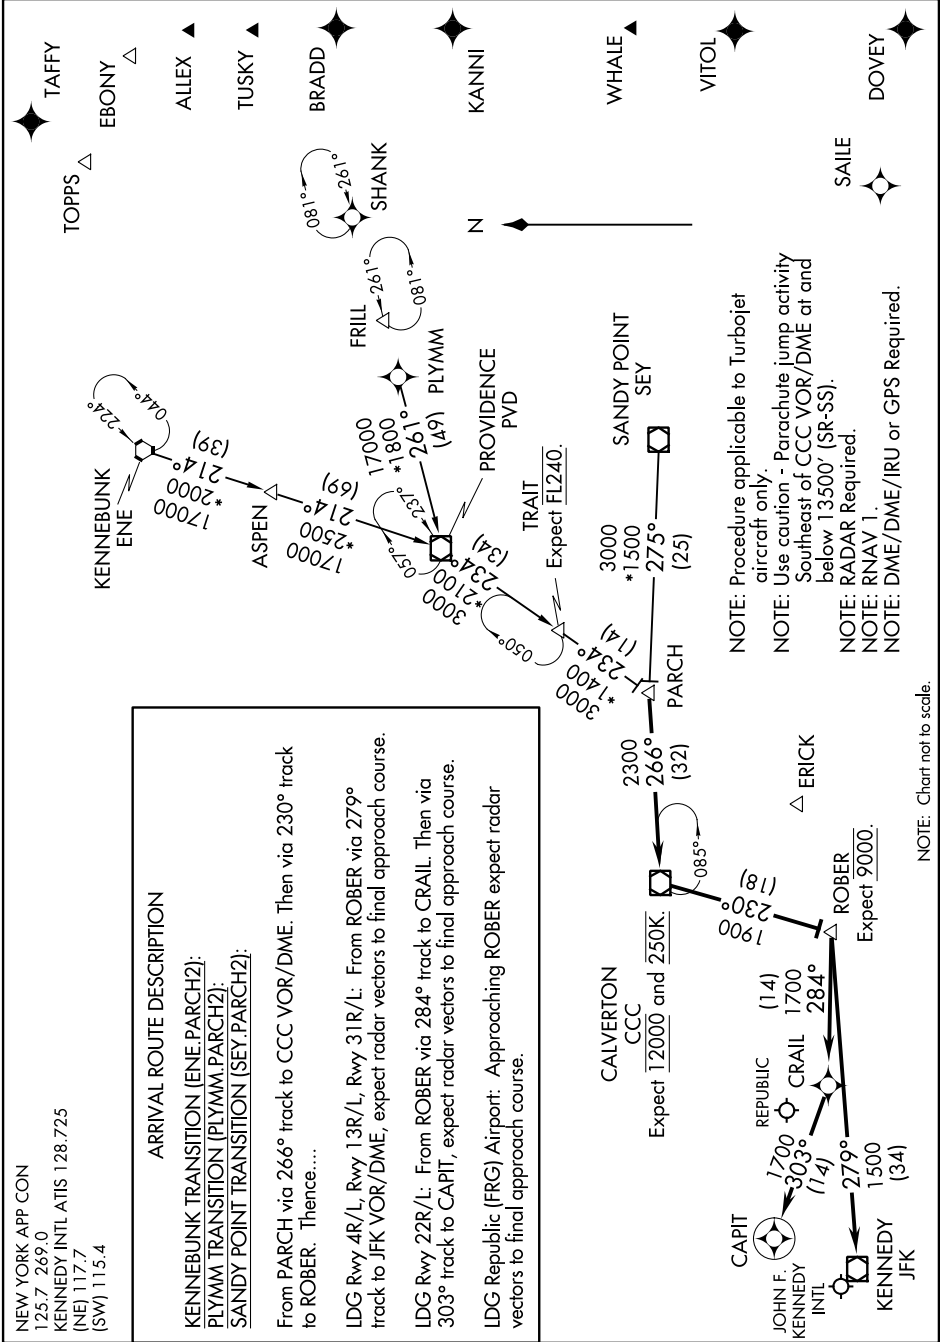 NEW YORK APP CON
125.7 269.0
KENNEDY INTL ATIS 128.725
(NE) 117.7
(SW) 115.4
ARRIVAL ROUTE DESCRIPTION
KENNEBUNK TRANSITION (ENE.PARCH2):
PLYMM TRANSITION (PLYMM.PARCH2):
SANDY POINT TRANSITION (SEY.PARCH2):
From PARCH via 266° track to CCC VOR/DME. Then via 230° track
to ROBER. Thence....
LDG Rwy 4R/L, Rwy 13R/L, Rwy 31R/L: From ROBER via 279°
track to JFK VOR/DME, expect radar vectors to final approach course.
LDG Rwy 22R/L: From ROBER via 284° track to CRAIL. Then via
303° track to CAPIT, expect radar vectors to final approach course.
LDG Republic (FRG) Airport: Approaching ROBER expect radar
vectors to final approach course.
TAFFY
EBONY
ALLEX
TUSKY
BRADD
KANNI
WHALE
VITOL
DOVEY
TOPPS
SAILE
SHANK
081°
261°
N
FRILL
261°
081°
KENNEBUNK
ENE
224°
044°
17000
*2000
214°
(39)
ASPEN
17000
*2500
214°
(69)
PLYMM
17000
*1800
261°
(49)
PROVIDENCE
PVD
237°
057°
3000
*2100
234°
(34)
TRAIT
Expect FL240.
050°
3000
*1400
234°
(14)
SANDY POINT
SEY
3000
*1500
275°
(25)
PARCH
2300
266°
(32)
ERICK
085°
CALVERTON
CCC
Expect 12000 and 250K.
1900
230°
(18)
ROBER
Expect 9000.
(14)
1700
284°
CRAIL
REPUBLIC
1700
303°
(14)
CAPIT
279°
1500
(34)
JOHN F.
KENNEDY
INTL
KENNEDY
JFK
NOTE: Procedure applicable to Turbojet
aircraft only.
NOTE: Use caution - Parachute jump activity
Southeast of CCC VOR/DME at and
below 13500' (SR-SS).
NOTE: RADAR Required.
NOTE: RNAV 1.
NOTE: DME/DME/IRU or GPS Required.
NOTE: Chart not to scale.